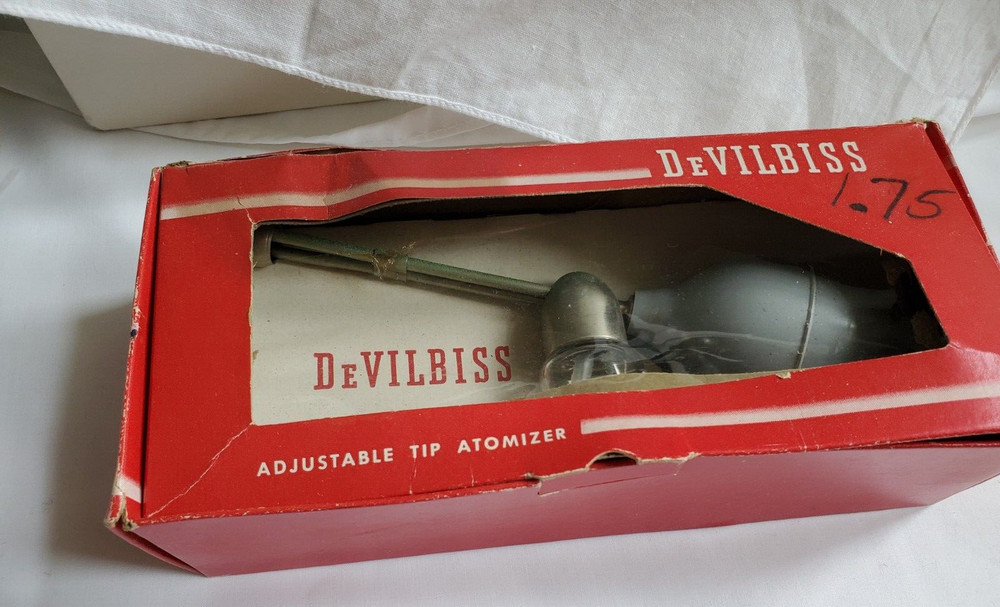 DeVILBISS
1.75
DeVILBISS
ADJUSTABLE TIP ATOMIZER